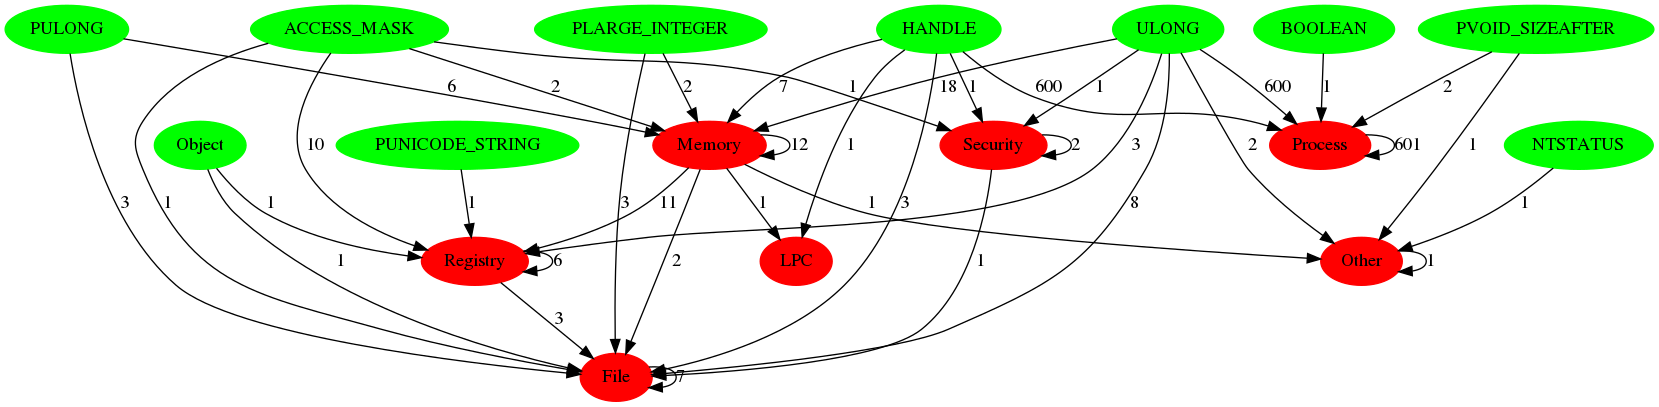 PULONG ACCESS_MASK PLARGE_INTEGER HANDLE ULONG BOOLEAN PVOID_SIZEAFTER
6 2 2 7 18 1 1 600 1 600 1 2
Object PUNICODE_STRING Memory 12 Security 2 Process 601 NTSTATUS
10 1 3 2 1
3 1 1 1 3 11 1 1 3 8 1
Registry 6 LPC Other 1
1 2 1
3
File 7